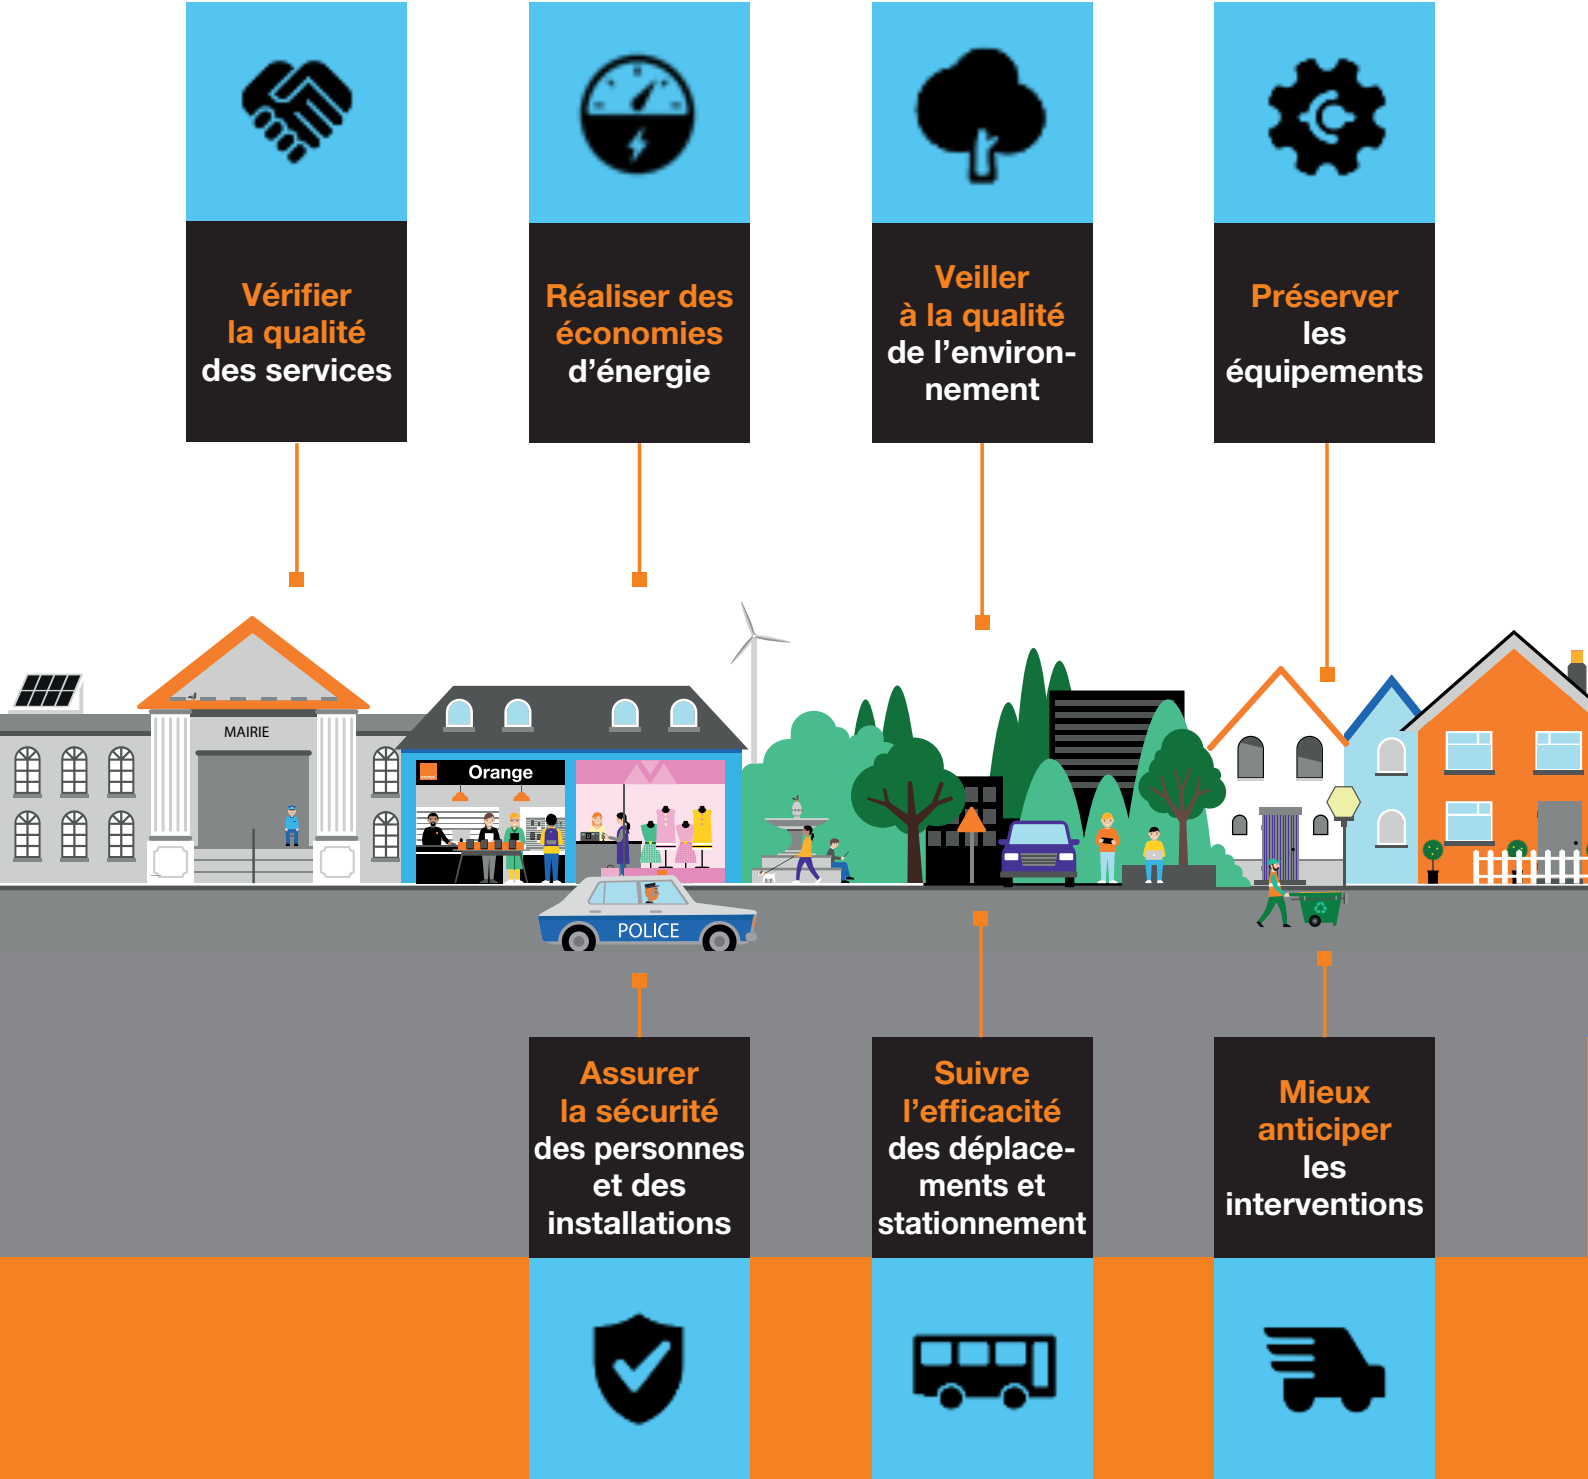 Vérifier
la qualité
des services
Réaliser des
économies
d’énergie
Veiller
à la qualité
de l’environ-
nement
Préserver
les
équipements
MAIRIE
Orange
POLICE
Assurer
la sécurité
des personnes
et des
installations
Suivre
l’efficacité
des déplace-
ments et
stationnement
Mieux
anticiper
les
interventions